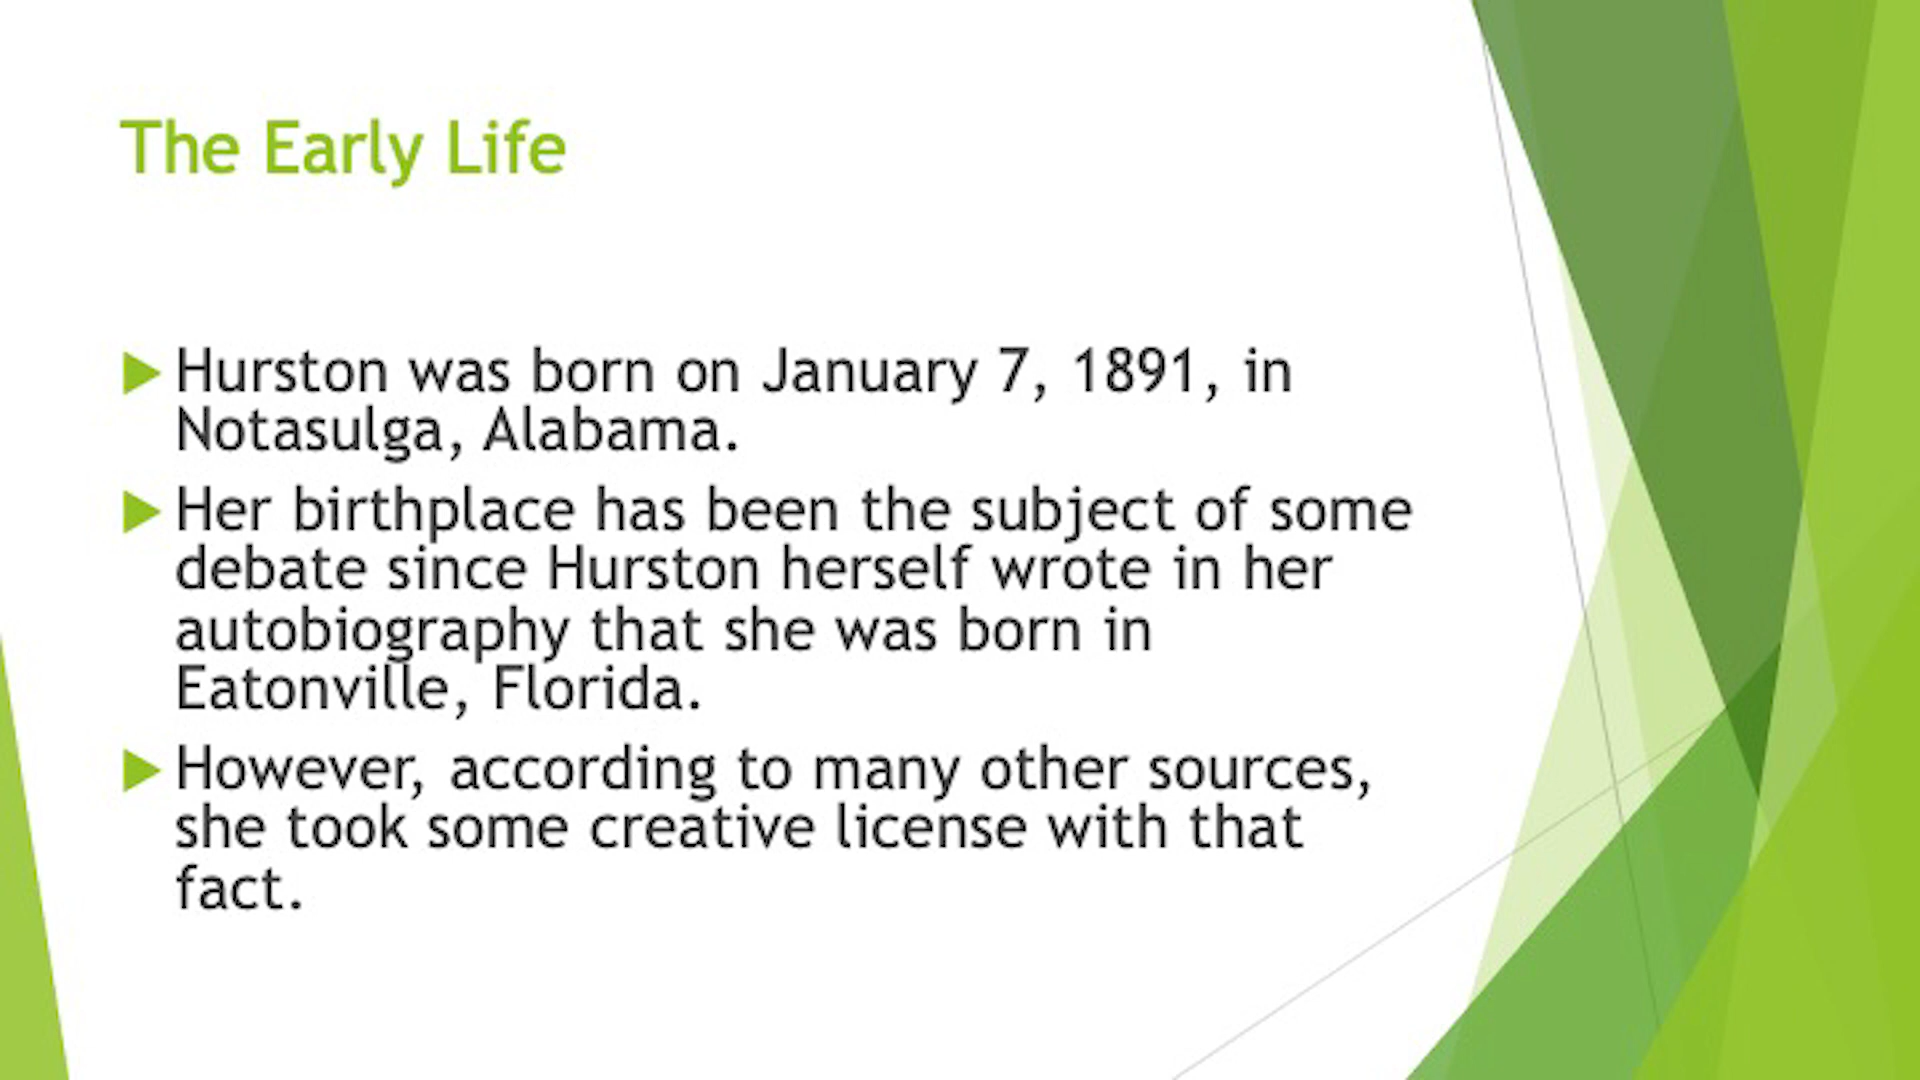 The Early Life
Hurston was born on January 7, 1891, in
Notasulga, Alabama.
Her birthplace has been the subject of some
debate since Hurston herself wrote in her
autobiography that she was born in
Eatonville, Florida.
However, according to many other sources,
she took some creative license with that
fact.